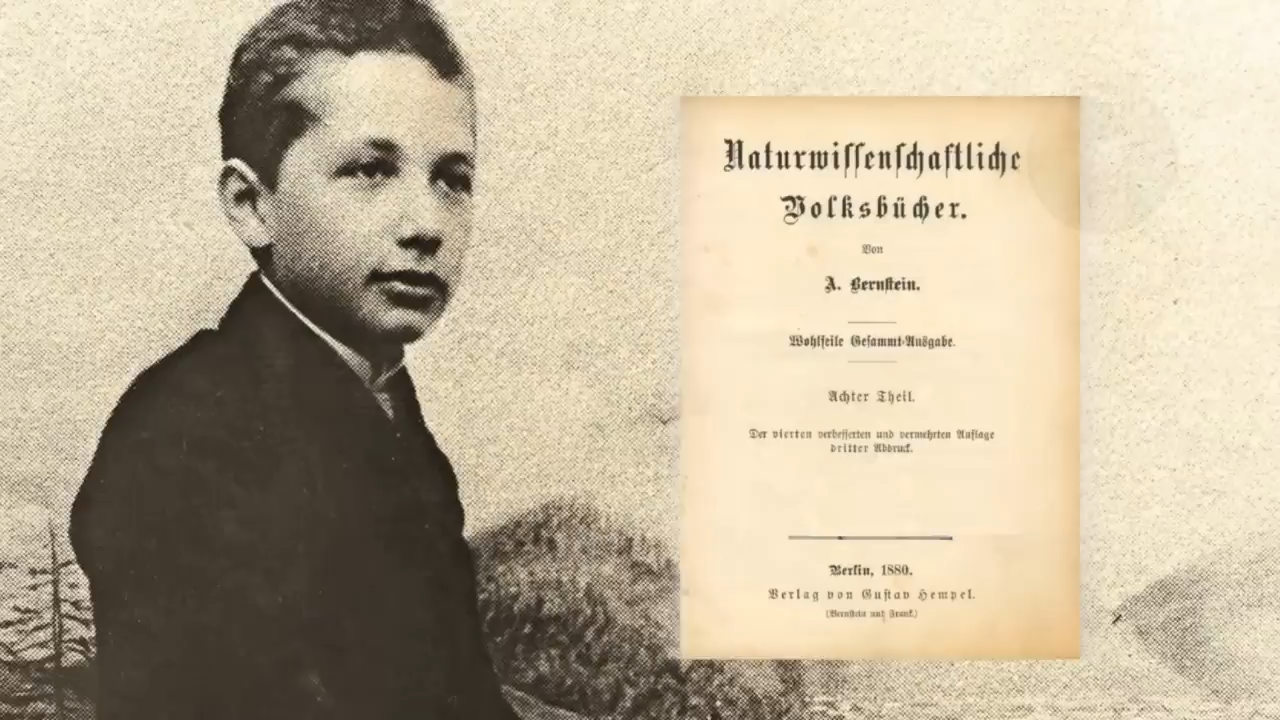 Naturwiſſenſchaftliche
Volksbücher.
Von
A. Bernſtein.
Wohlfeile Geſammt-Ausgabe.
Achter Theil.
Der vierten verbeſſerten und vermehrten Auflage
dritter Abdruck.
Berlin, 1880.
Verlag von Guſtav Hempel.
(Bernſtein und Frank.)